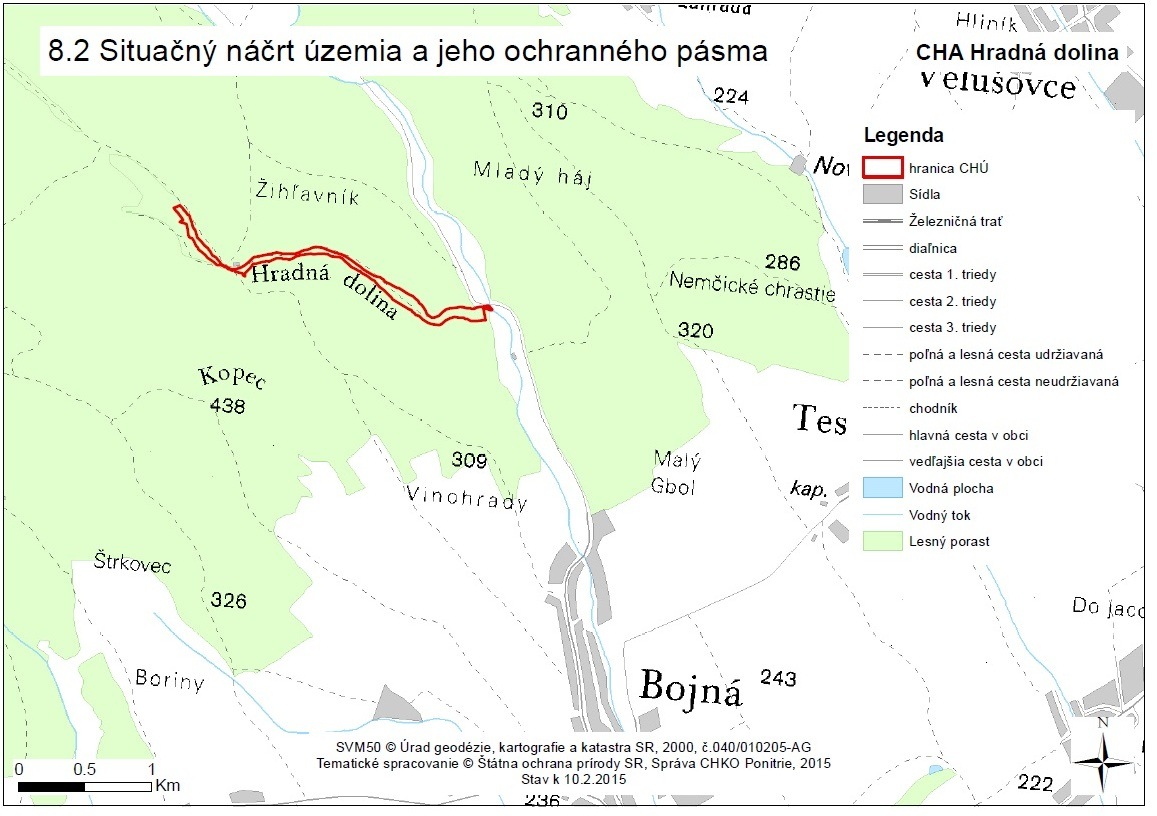 8.2 Situačný náčrt územia a jeho ochranného pásma
CHA Hradná dolina
Hliník
Veľušovce
310
224
Mladý háj
Žihľavník
Hradná dolina
286
Nemčické chrastie
320
Kopec
438
309
Vinohrady
Malý
Gbol
kap.
Štrkovec
326
Boriny
Bojná
243
222
236
Legenda
hranica CHÚ
Sídla
Železničná trať
diaľnica
cesta 1. triedy
cesta 2. triedy
cesta 3. triedy
poľná a lesná cesta udržiavaná
poľná a lesná cesta neudržiavaná
chodník
hlavná cesta v obci
vedľajšia cesta v obci
Vodná plocha
Vodný tok
Lesný porast
N
SVM50 © Úrad geodézie, kartografie a katastra SR, 2000, č.040/010205-AG
Tematické spracovanie © Štátna ochrana prírody SR, Správa CHKO Ponitrie, 2015
Stav k 10.2.2015
0 0.5 1
Km